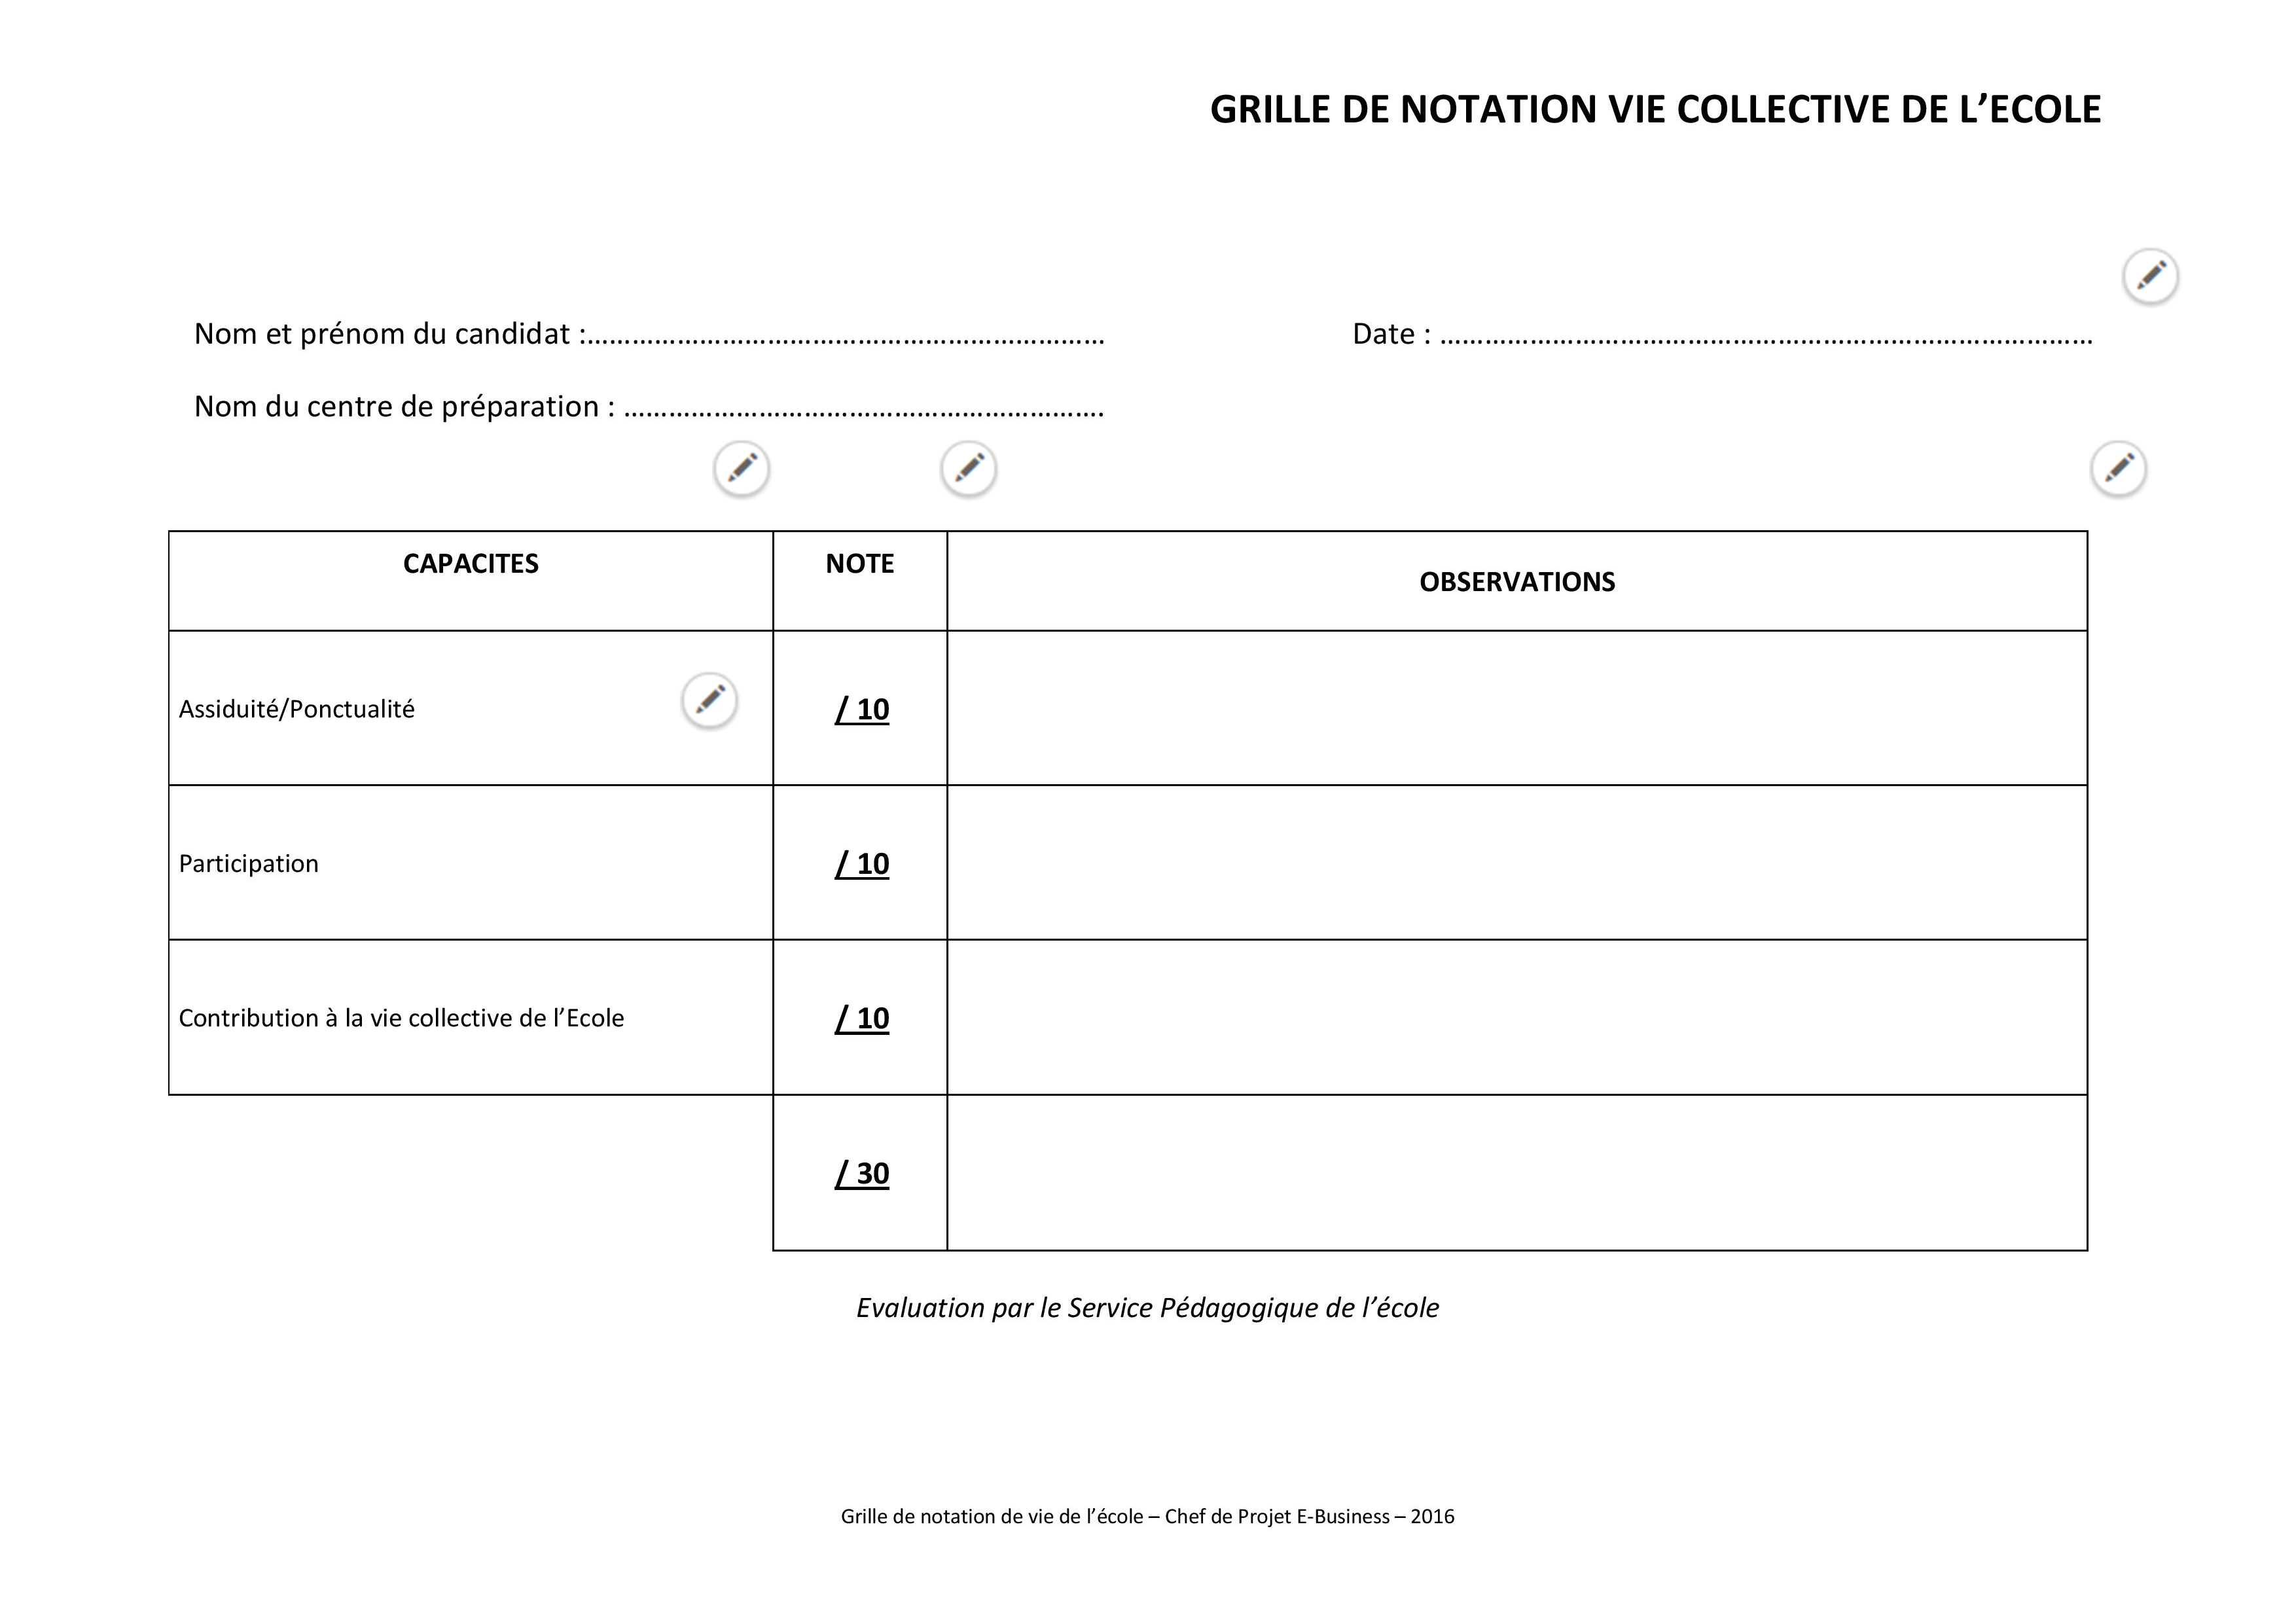 GRILLE DE NOTATION VIE COLLECTIVE DE L’ECOLE
Nom et prénom du candidat :…………………………………………………………… Date : ……………………………………………………………………………
Nom du centre de préparation : ……………………………………………………….
CAPACITES NOTE OBSERVATIONS
Assiduité/Ponctualité / 10
Participation / 10
Contribution à la vie collective de l’Ecole / 10
/ 30
Evaluation par le Service Pédagogique de l’école
Grille de notation de vie de l’école – Chef de Projet E-Business – 2016